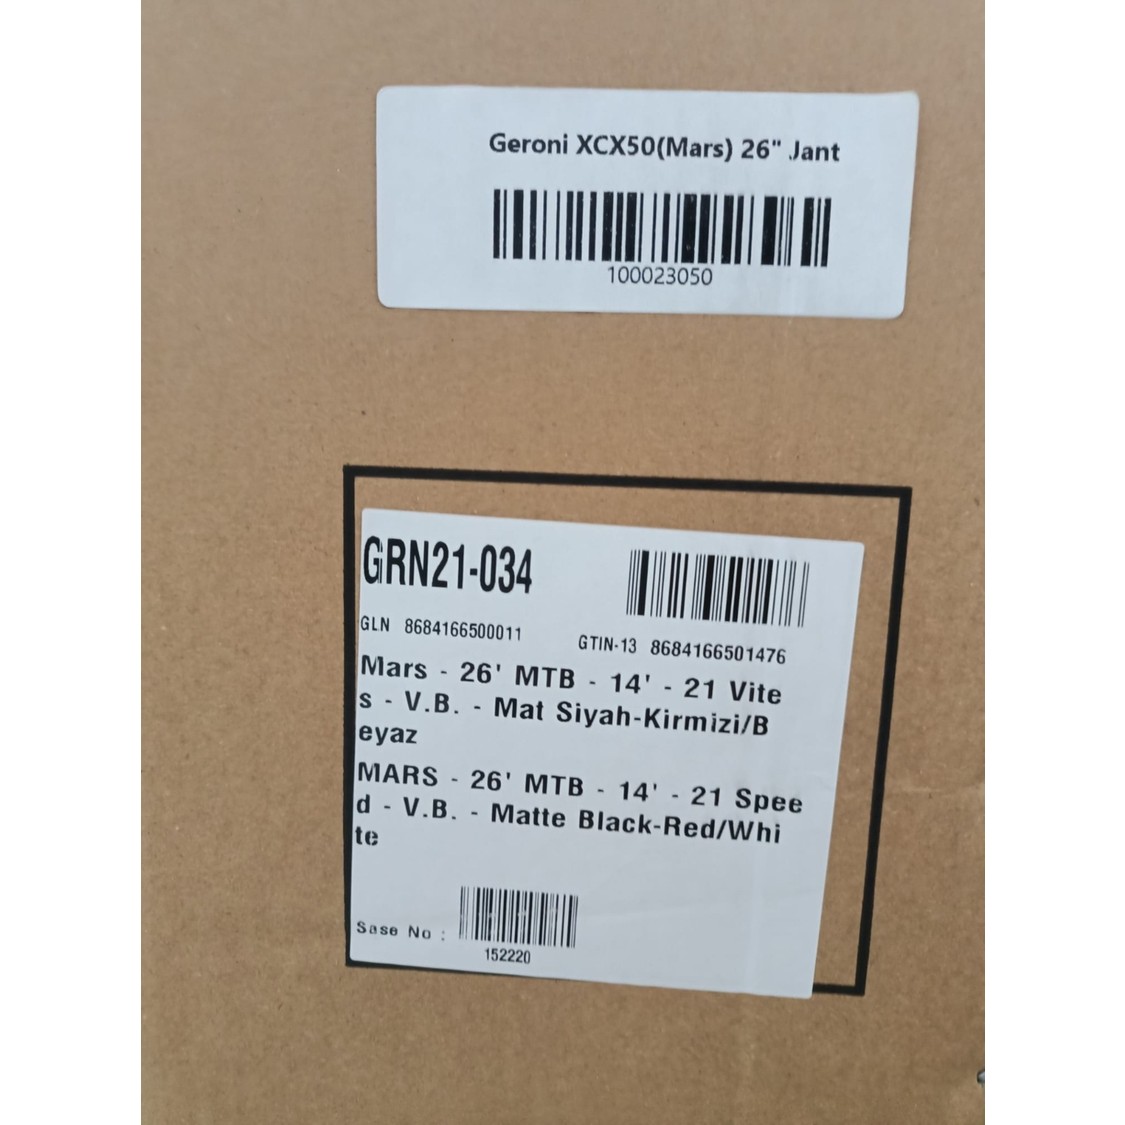 Geroni XCX50(Mars) 26" Jant
100023050
GRN21-034
GLN 8684166500011
GTIN-13 8684166501476
Mars - 26' MTB - 14' - 21 Vite
s - V.B. - Mat Siyah-Kirmizi/B
eyaz
MARS - 26' MTB - 14' - 21 Spee
d - V.B. - Matte Black-Red/Whi
te
Sase No :
152220